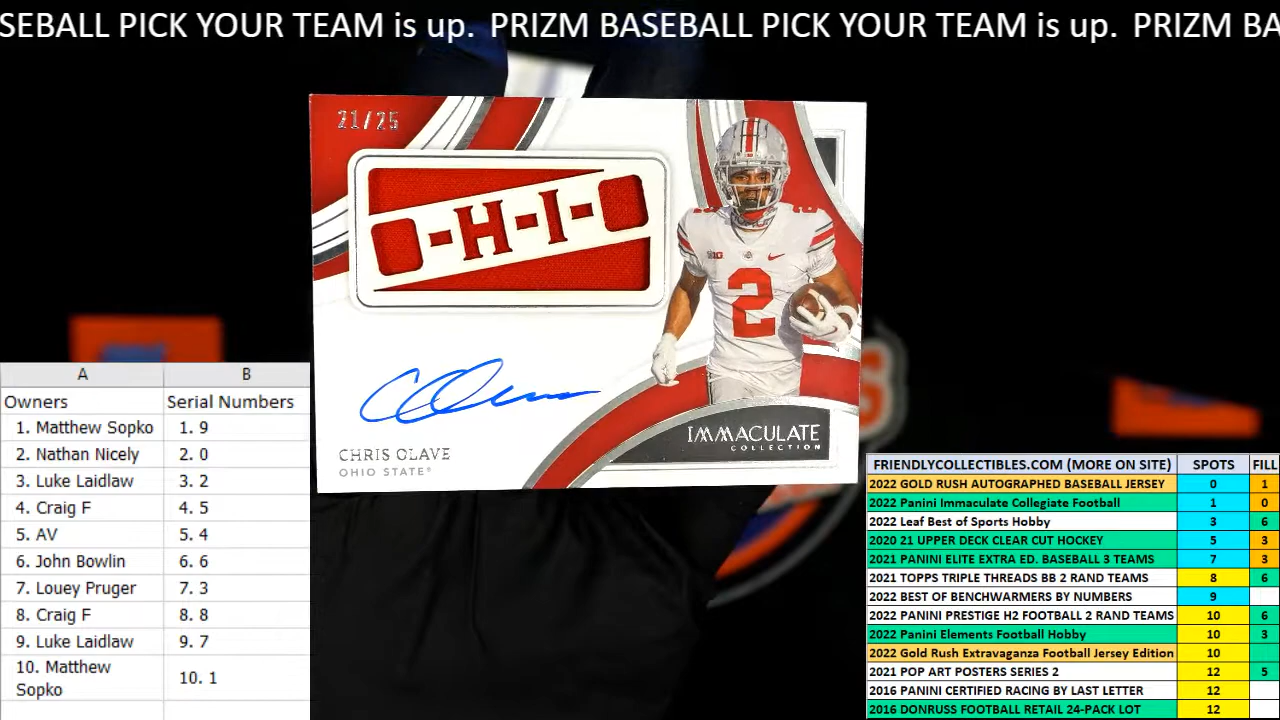 SEBALL PICK YOUR TEAM is up.  PRIZM BASEBALL PICK YOUR TEAM is up.  PRIZM BA
21/25
O-H-I-O
2
B1G
CHRIS OLAVE
OHIO STATE®
IMMACULATE
COLLECTION
A B
Owners Serial Numbers
1. Matthew Sopko 1. 9
2. Nathan Nicely 2. 0
3. Luke Laidlaw 3. 2
4. Craig F 4. 5
5. AV 5. 4
6. John Bowlin 6. 6
7. Louey Pruger 7. 3
8. Craig F 8. 8
9. Luke Laidlaw 9. 7
10. Matthew
Sopko 10. 1
FRIENDLYCOLLECTIBLES.COM (MORE ON SITE) SPOTS FILL
2022 GOLD RUSH AUTOGRAPHED BASEBALL JERSEY 0 1
2022 Panini Immaculate Collegiate Football 1 0
2022 Leaf Best of Sports Hobby 3 6
2020 21 UPPER DECK CLEAR CUT HOCKEY 5 3
2021 PANINI ELITE EXTRA ED. BASEBALL 3 TEAMS 7 3
2021 TOPPS TRIPLE THREADS BB 2 RAND TEAMS 8 6
2022 BEST OF BENCHWARMERS BY NUMBERS 9
2022 PANINI PRESTIGE H2 FOOTBALL 2 RAND TEAMS 10 6
2022 Panini Elements Football Hobby 10 3
2022 Gold Rush Extravaganza Football Jersey Edition 10
2021 POP ART POSTERS SERIES 2 12 5
2016 PANINI CERTIFIED RACING BY LAST LETTER 12
2016 DONRUSS FOOTBALL RETAIL 24-PACK LOT 12